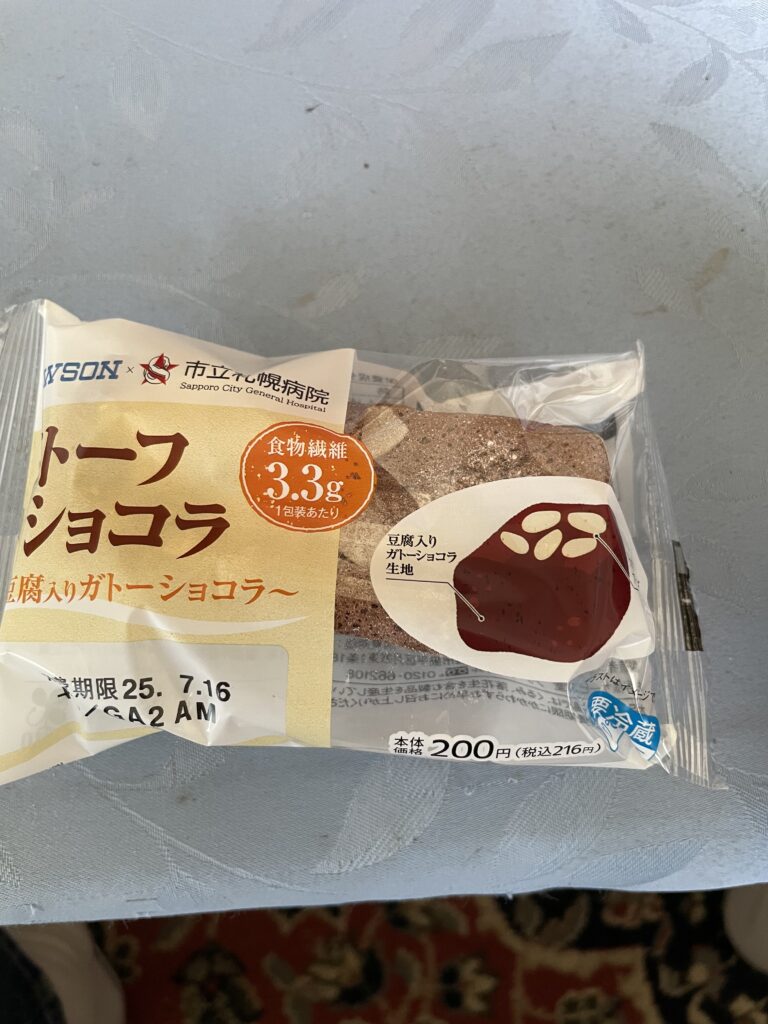 WSON × 市立札幌病院
Sapporo City General Hospital
トーフ
ショコラ
豆腐入りガトーショコラ〜
食物繊維
3.3g
1包装あたり
豆腐入り
ガトーショコラ
生地
期限 25. 7.16
GA2 AM
本体価格 200円(税込216円)
要冷蔵